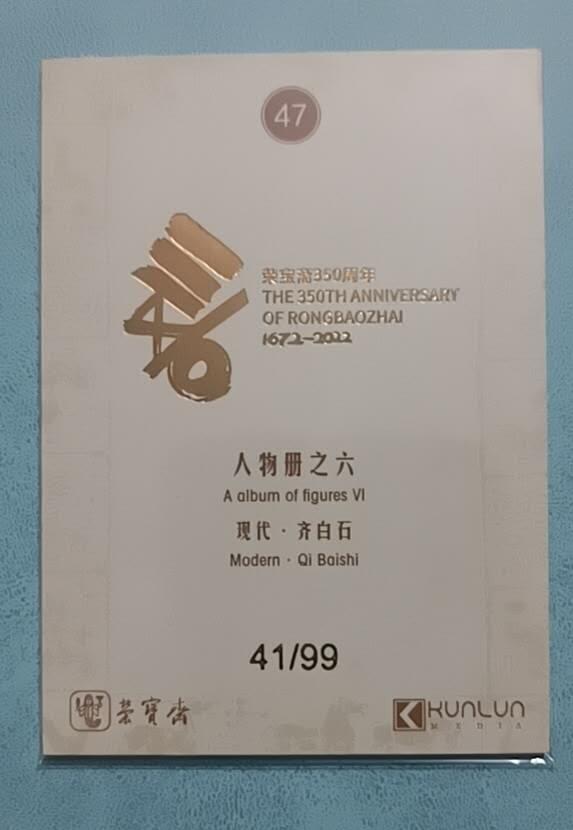 47
荣宝斋350周年
THE 350TH ANNIVERSARY
OF RONGBAOZHAI
1672-2022
人物册之六
A album of figures VI
现代·齐白石
Modern · Qi Baishi
41/99
榮寶齋
KUNLUN
MEDIA